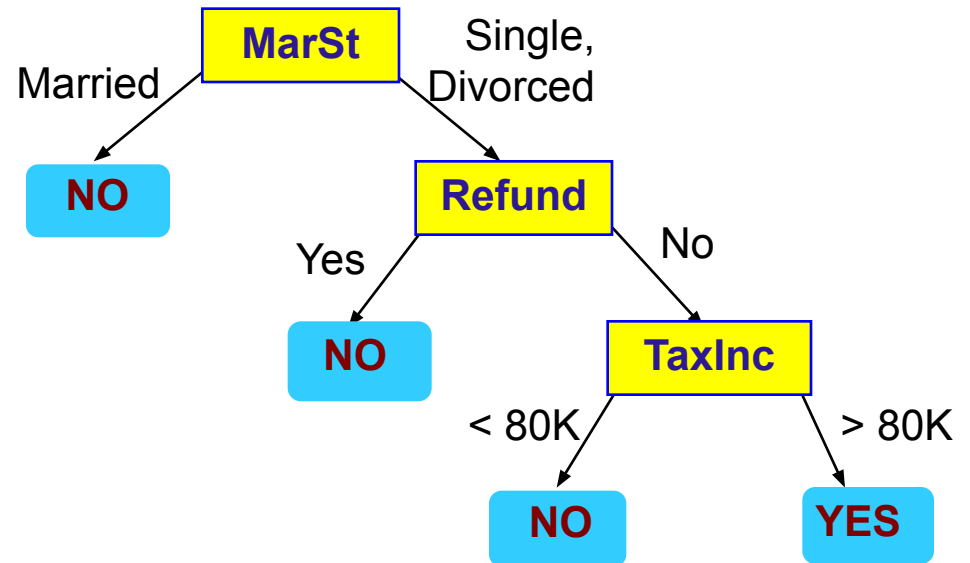 MarSt
Single,
Married
Divorced
NO
Refund
Yes
No
NO
TaxInc
< 80K
> 80K
NO
YES